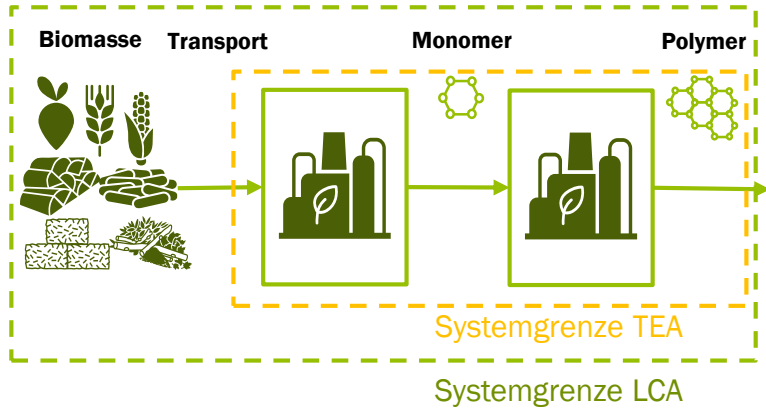 Biomasse Transport Monomer Polymer
Systemgrenze TEA
Systemgrenze LCA